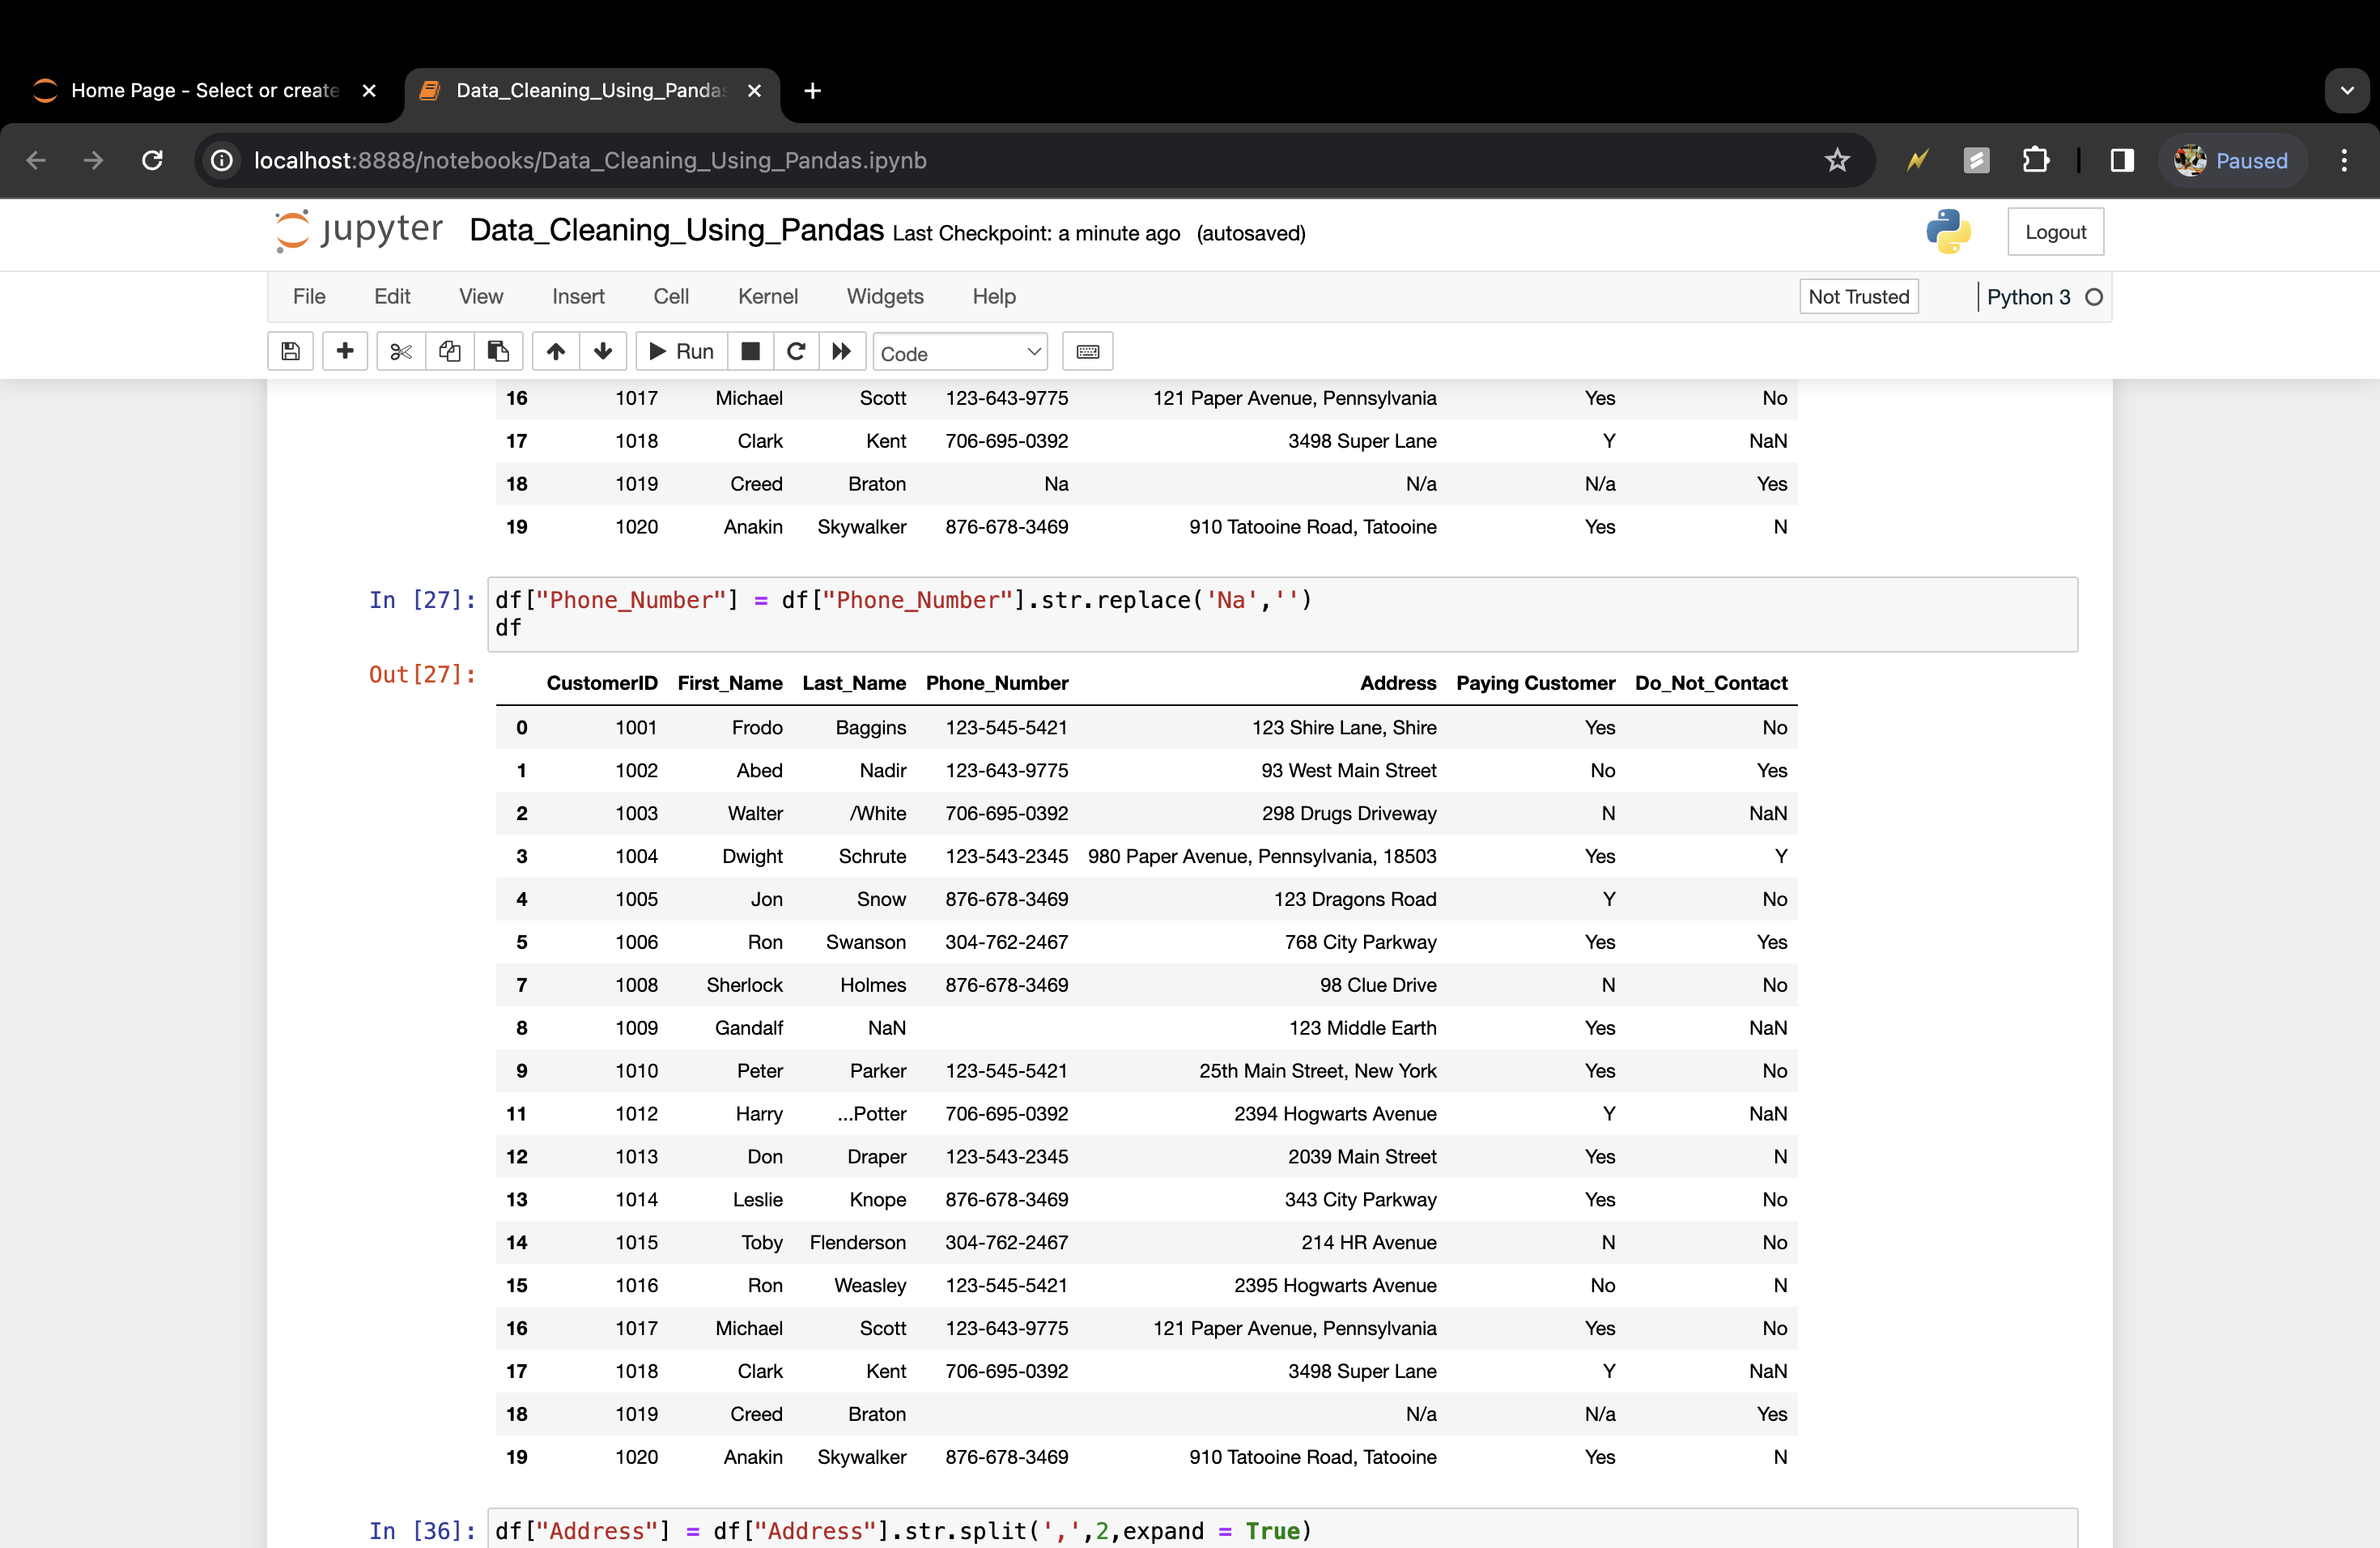 Home Page - Select or create
Data_Cleaning_Using_Pandas
localhost:8888/notebooks/Data_Cleaning_Using_Pandas.ipynb
Paused
jupyter Data_Cleaning_Using_Pandas Last Checkpoint: a minute ago (autosaved)
Logout
File Edit View Insert Cell Kernel Widgets Help
Not Trusted
Python 3
Run
Code
16 1017 Michael Scott 123-643-9775 121 Paper Avenue, Pennsylvania Yes No
17 1018 Clark Kent 706-695-0392 3498 Super Lane Y NaN
18 1019 Creed Braton Na N/a N/a Yes
19 1020 Anakin Skywalker 876-678-3469 910 Tatooine Road, Tatooine Yes N
In [27]: df["Phone_Number"] = df["Phone_Number"].str.replace('Na','')
df
Out[27]:
CustomerID First_Name Last_Name Phone_Number Address Paying Customer Do_Not_Contact
0 1001 Frodo Baggins 123-545-5421 123 Shire Lane, Shire Yes No
1 1002 Abed Nadir 123-643-9775 93 West Main Street No Yes
2 1003 Walter /White 706-695-0392 298 Drugs Driveway N NaN
3 1004 Dwight Schrute 123-543-2345 980 Paper Avenue, Pennsylvania, 18503 Yes Y
4 1005 Jon Snow 876-678-3469 123 Dragons Road Y No
5 1006 Ron Swanson 304-762-2467 768 City Parkway Yes Yes
7 1008 Sherlock Holmes 876-678-3469 98 Clue Drive N No
8 1009 Gandalf NaN 123 Middle Earth Yes NaN
9 1010 Peter Parker 123-545-5421 25th Main Street, New York Yes No
11 1012 Harry ...Potter 706-695-0392 2394 Hogwarts Avenue Y NaN
12 1013 Don Draper 123-543-2345 2039 Main Street Yes N
13 1014 Leslie Knope 876-678-3469 343 City Parkway Yes No
14 1015 Toby Flenderson 304-762-2467 214 HR Avenue N No
15 1016 Ron Weasley 123-545-5421 2395 Hogwarts Avenue No N
16 1017 Michael Scott 123-643-9775 121 Paper Avenue, Pennsylvania Yes No
17 1018 Clark Kent 706-695-0392 3498 Super Lane Y NaN
18 1019 Creed Braton N/a N/a Yes
19 1020 Anakin Skywalker 876-678-3469 910 Tatooine Road, Tatooine Yes N
In [36]: df["Address"] = df["Address"].str.split(',',2,expand = True)